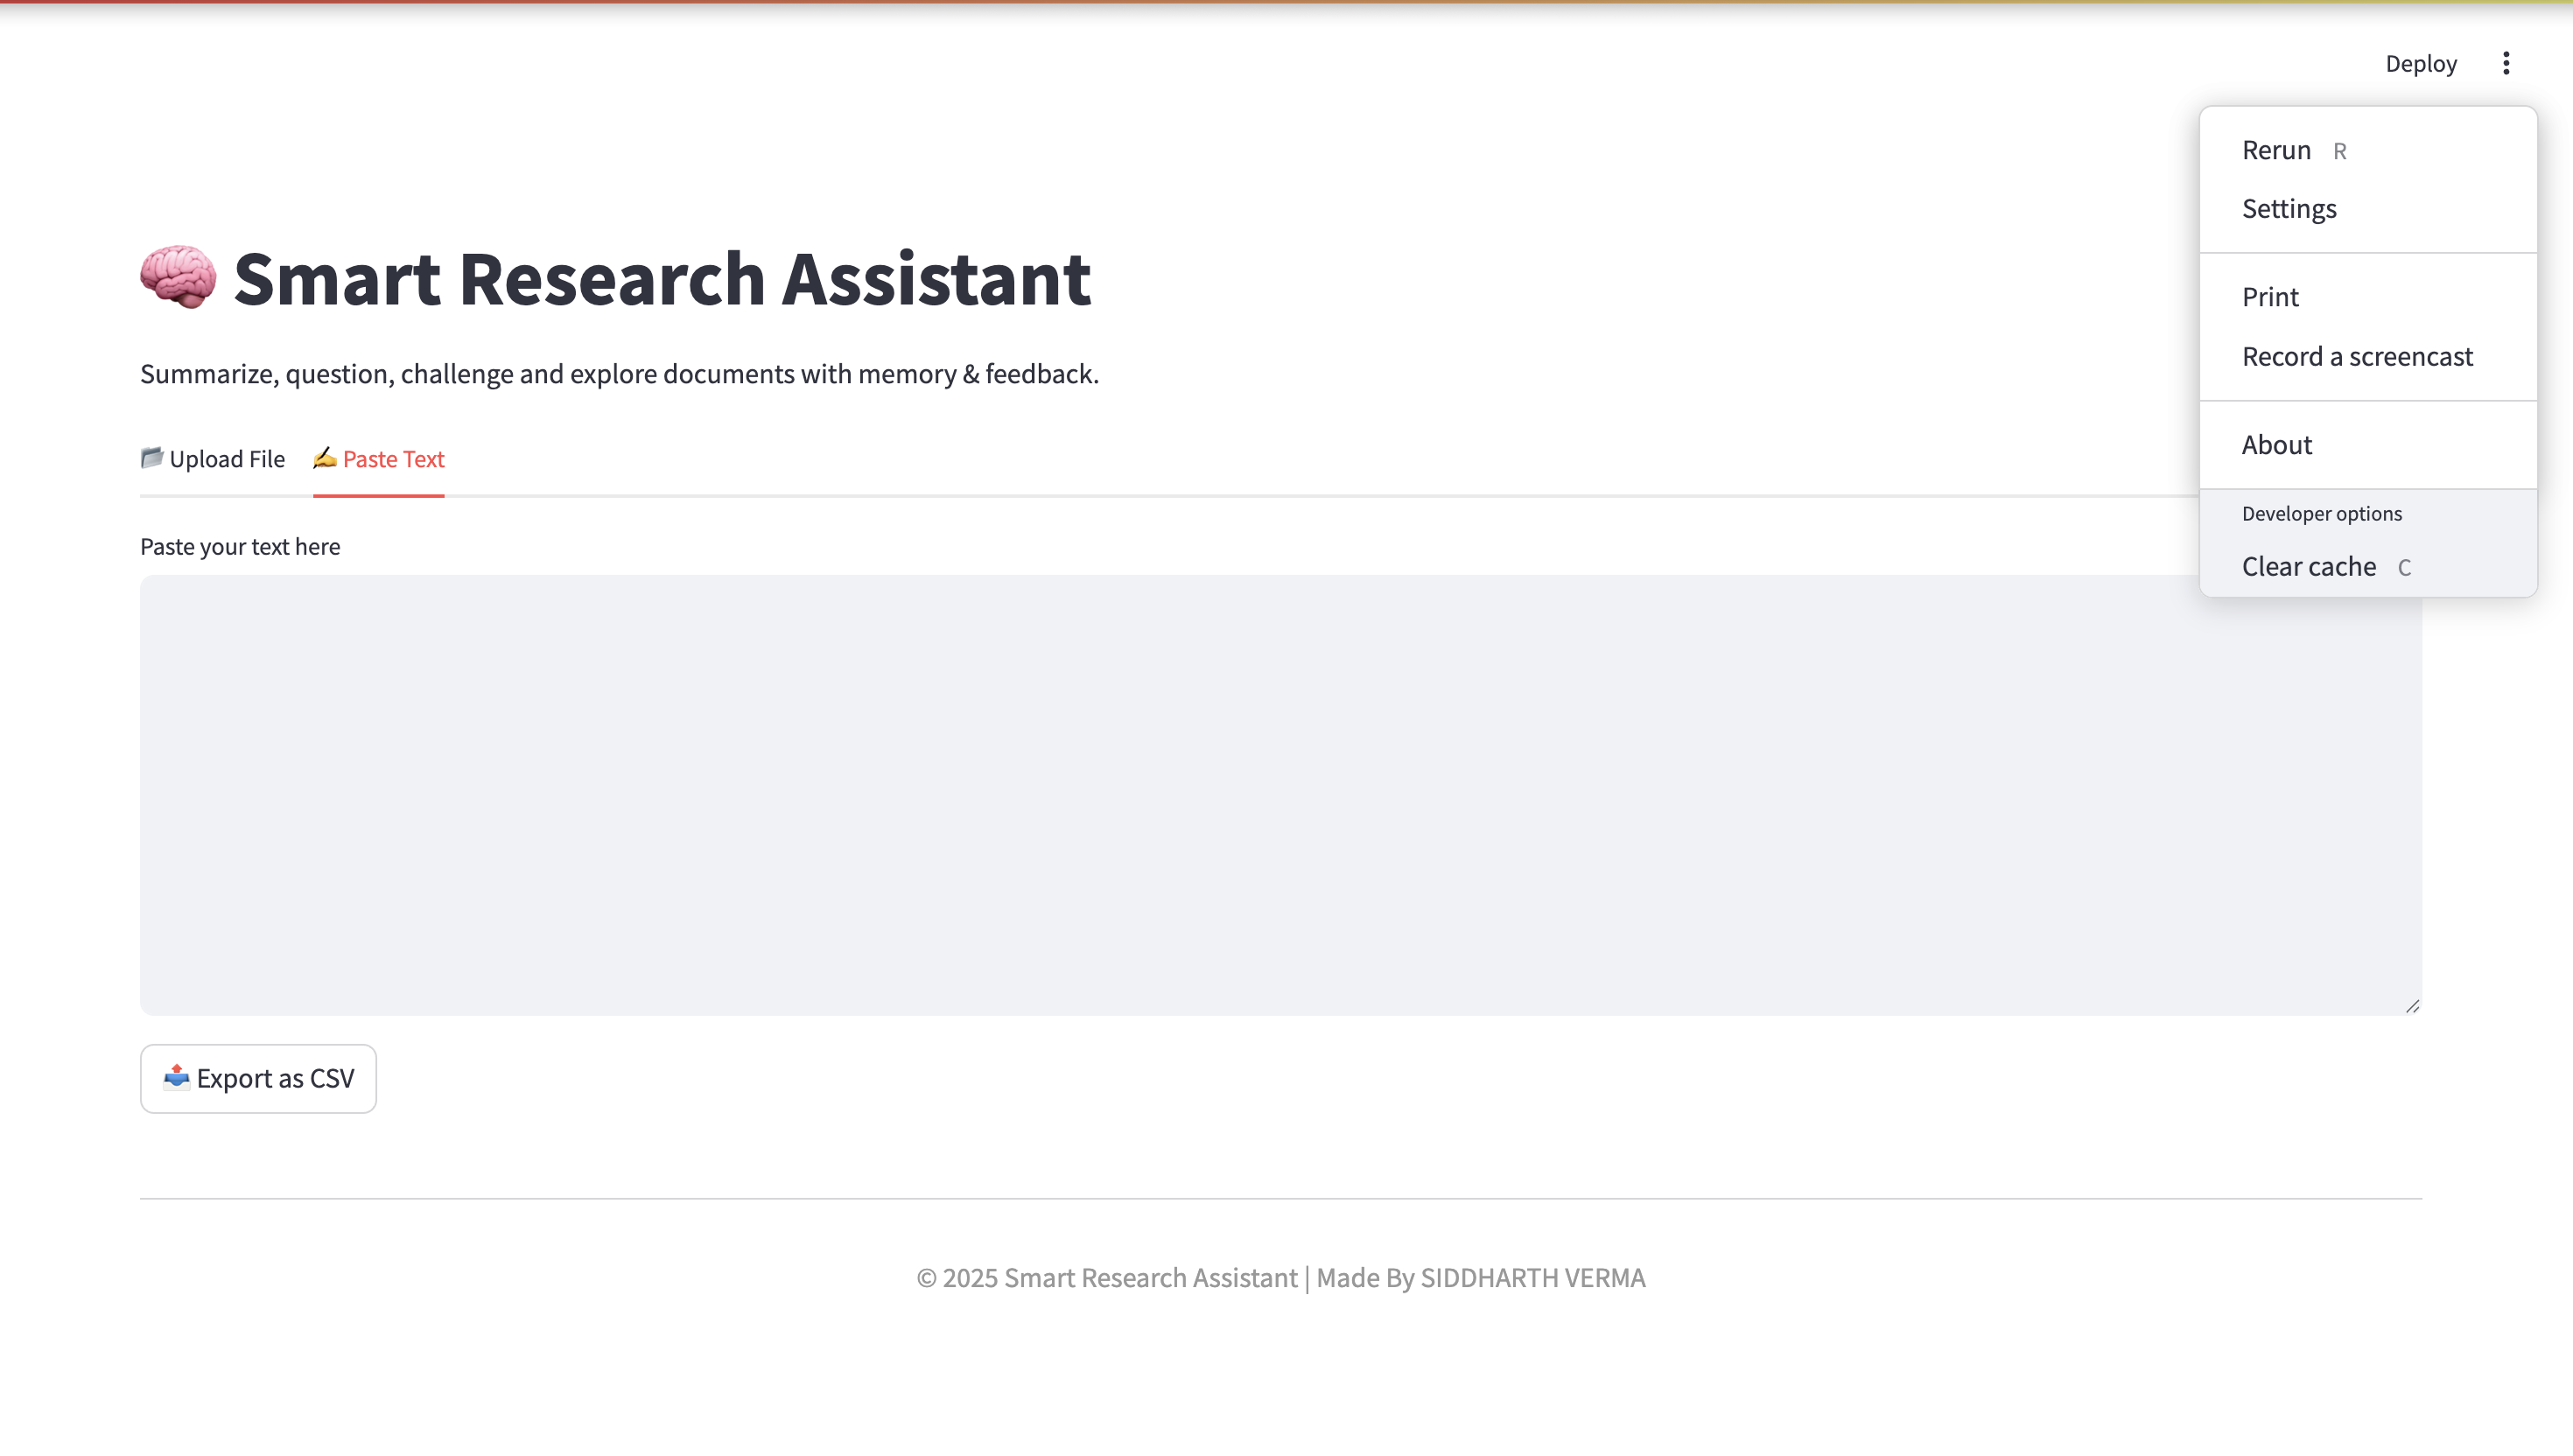 Deploy
Rerun R
Settings
Print
Record a screencast
About
Developer options
Clear cache C
🧠 Smart Research Assistant
Summarize, question, challenge and explore documents with memory & feedback.
📂 Upload File ✍️ Paste Text
Paste your text here
📤 Export as CSV
© 2025 Smart Research Assistant | Made By SIDDHARTH VERMA